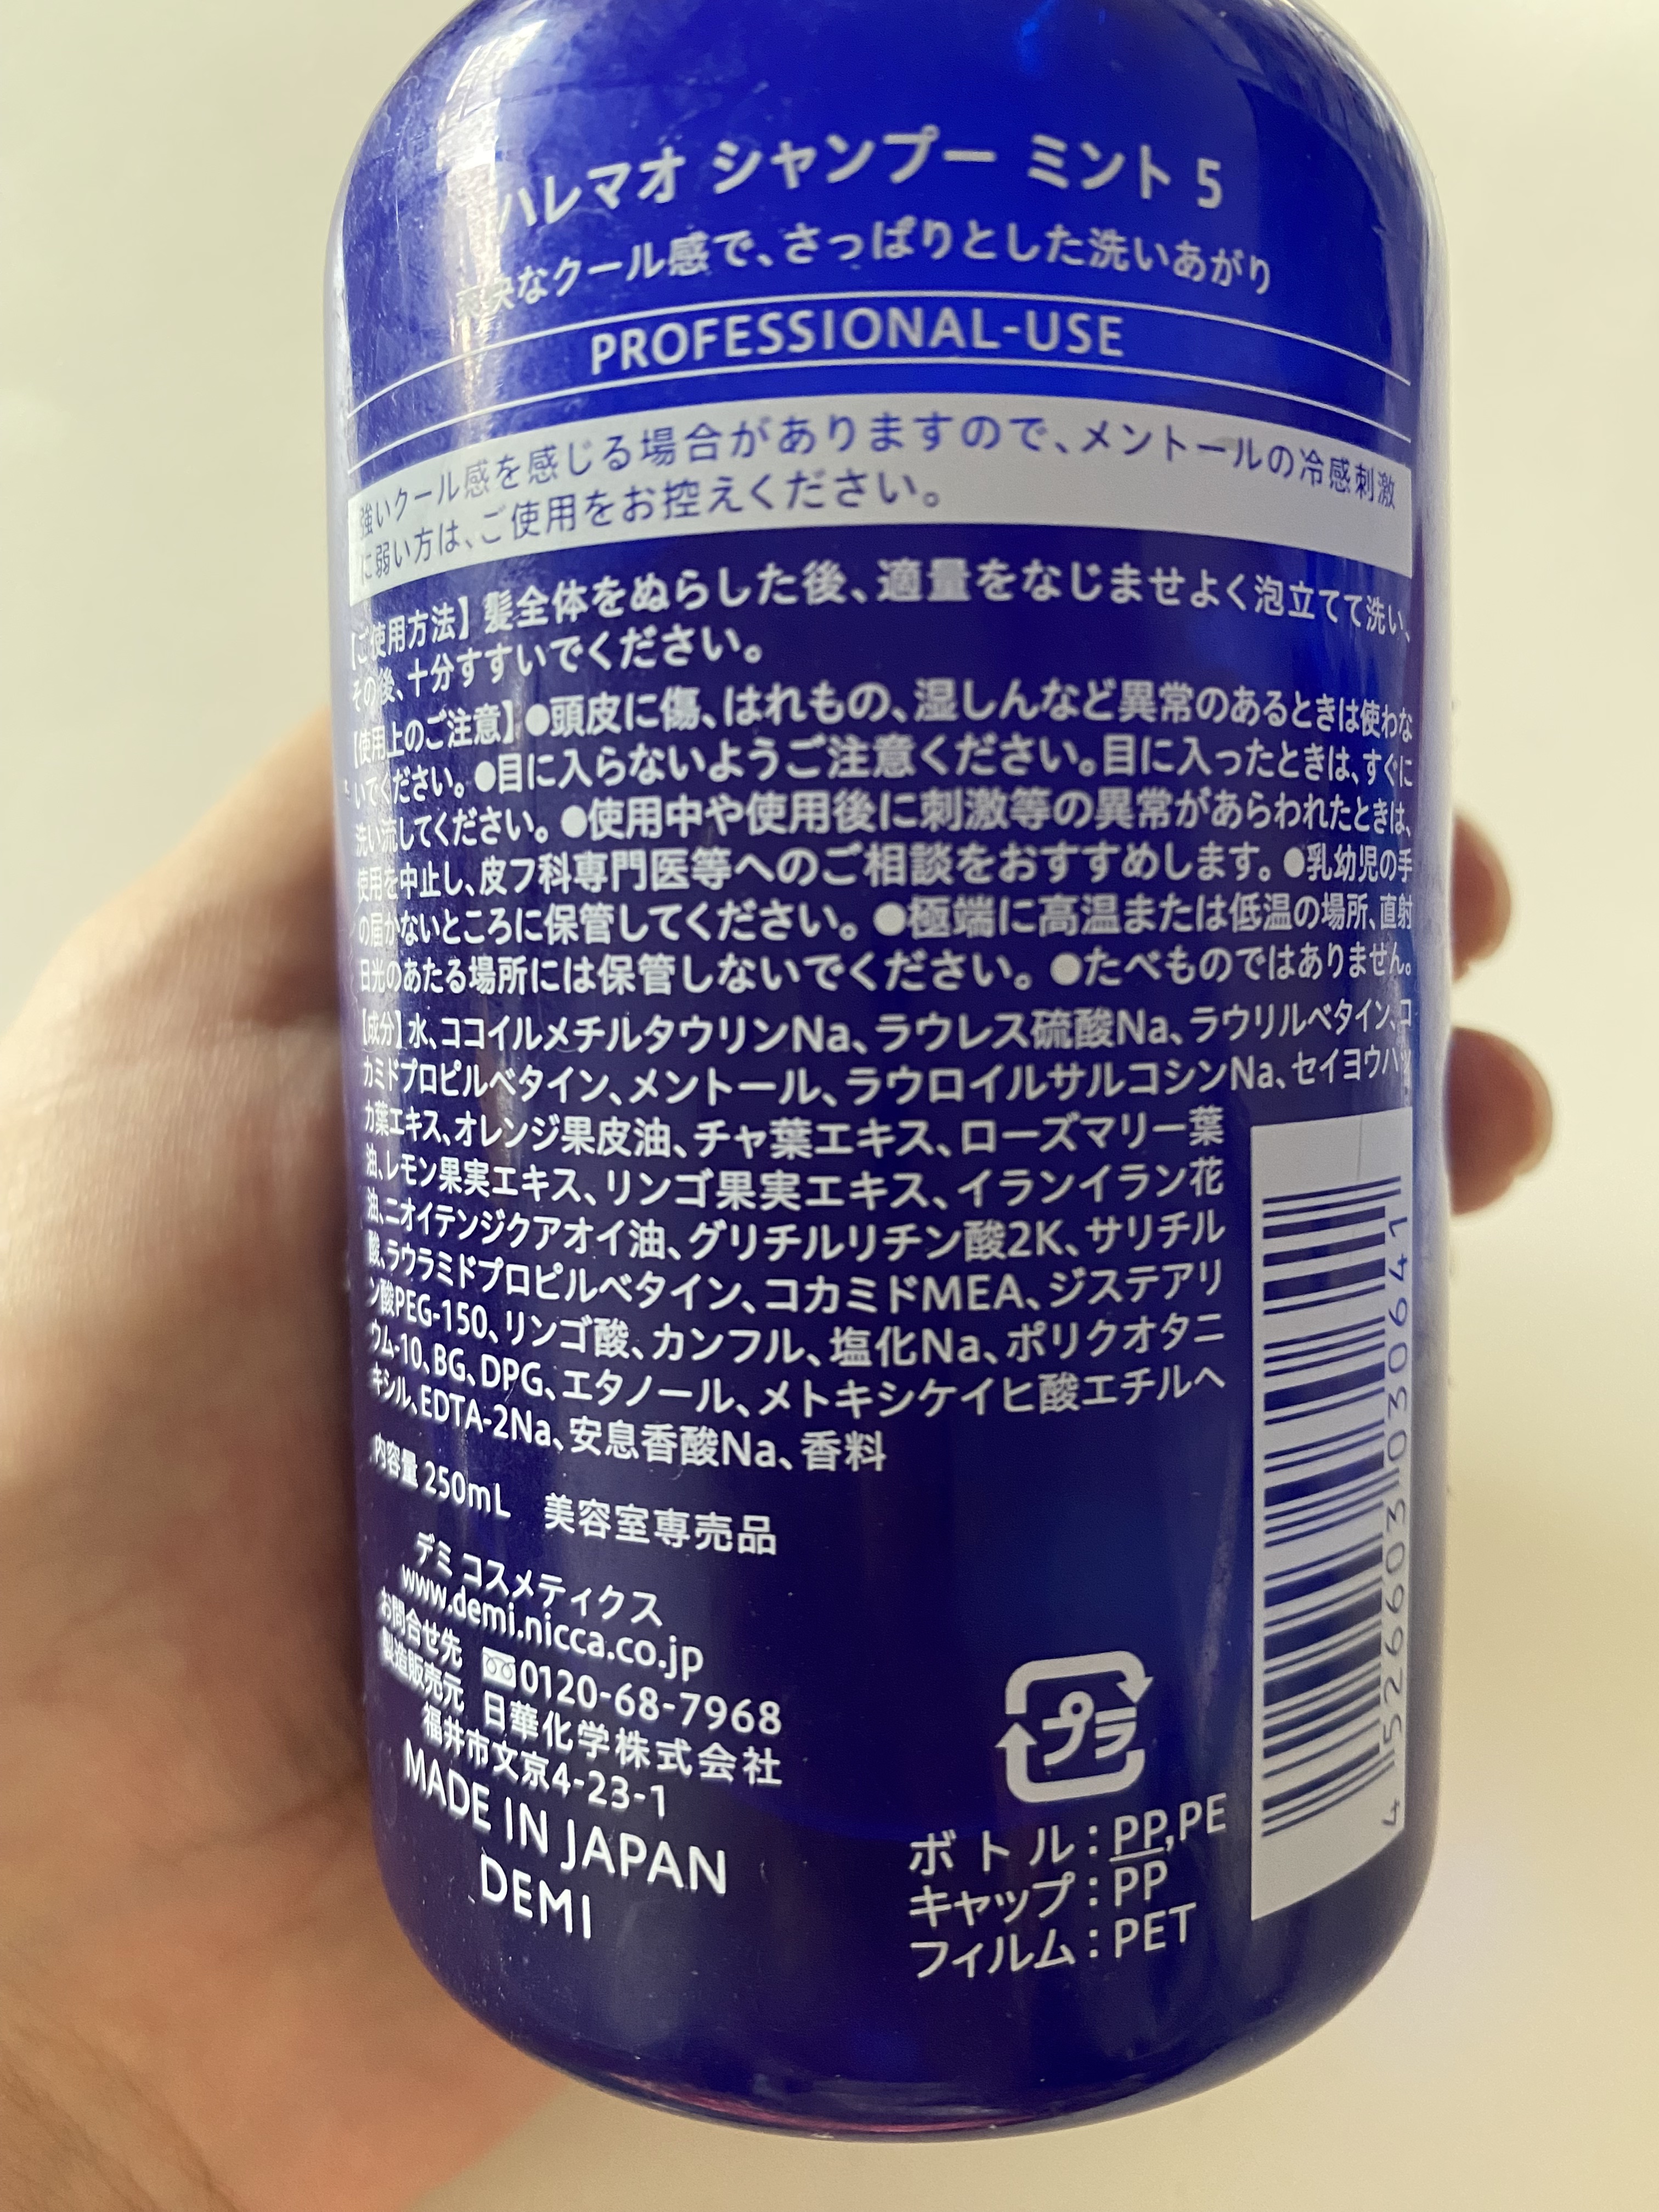 ハレマオ シャンプー ミント 5
爽快なクール感で、さっぱりとした洗いあがり
PROFESSIONAL-USE
強いクール感を感じる場合がありますので、メントールの冷感刺激
に弱い方は、ご使用をお控えください。
【ご使用方法】髪全体をぬらした後、適量をなじませよく泡立てて洗い、
その後、十分すすいでください。
【使用上のご注意】●頭皮に傷、はれもの、湿しんなど異常のあるときは使わな
いでください。●目に入らないようご注意ください。目に入ったときは、すぐに
洗い流してください。●使用中や使用後に刺激等の異常があらわれたときは、
使用を中止し、皮フ科専門医等へのご相談をおすすめします。●乳幼児の手
の届かないところに保管してください。●極端に高温または低温の場所、直射
日光のあたる場所には保管しないでください。●たべものではありません。
【成分】水、ココイルメチルタウリンNa、ラウレス硫酸Na、ラウリルベタイン、コ
カミドプロピルベタイン、メントール、ラウロイルサルコシンNa、セイヨウハッ
カ葉エキス、オレンジ果皮油、チャ葉エキス、ローズマリー葉
油、レモン果実エキス、リンゴ果実エキス、イランイラン花
油、ニオイテンジクアオイ油、グリチルリチン酸2K、サリチル
酸、ラウラミドプロピルベタイン、コカミドMEA、ジステアリ
ン酸PEG-150、リンゴ酸、カンフル、塩化Na、ポリクオタニ
ウム-10、BG、DPG、エタノール、メトキシケイヒ酸エチルヘ
キシル、EDTA-2Na、安息香酸Na、香料
内容量 250mL 美容室専売品
デミ コスメティクス
www.demi.nicca.co.jp
お問合せ先 0120-68-7968
製造販売元 日華化学株式会社
福井市文京4-23-1
MADE IN JAPAN
DEMI
プラ
ボトル:PP,PE
キャップ:PP
フィルム:PET
4 526603 030641